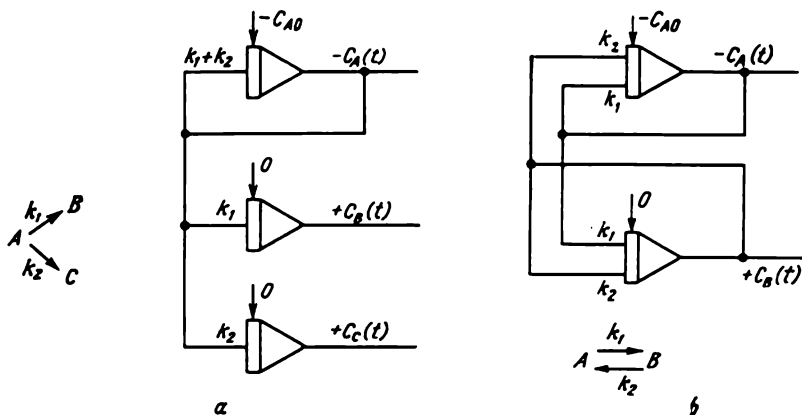 -C_A0
k_1+k_2
-C_A(t)
0
k_1
+C_B(t)
0
k_2
+C_C(t)
A
k_1
B
k_2
C
a
-C_A0
k_2
-C_A(t)
k_1
0
k_1
k_2
+C_B(t)
k_1
A
B
k_2
b